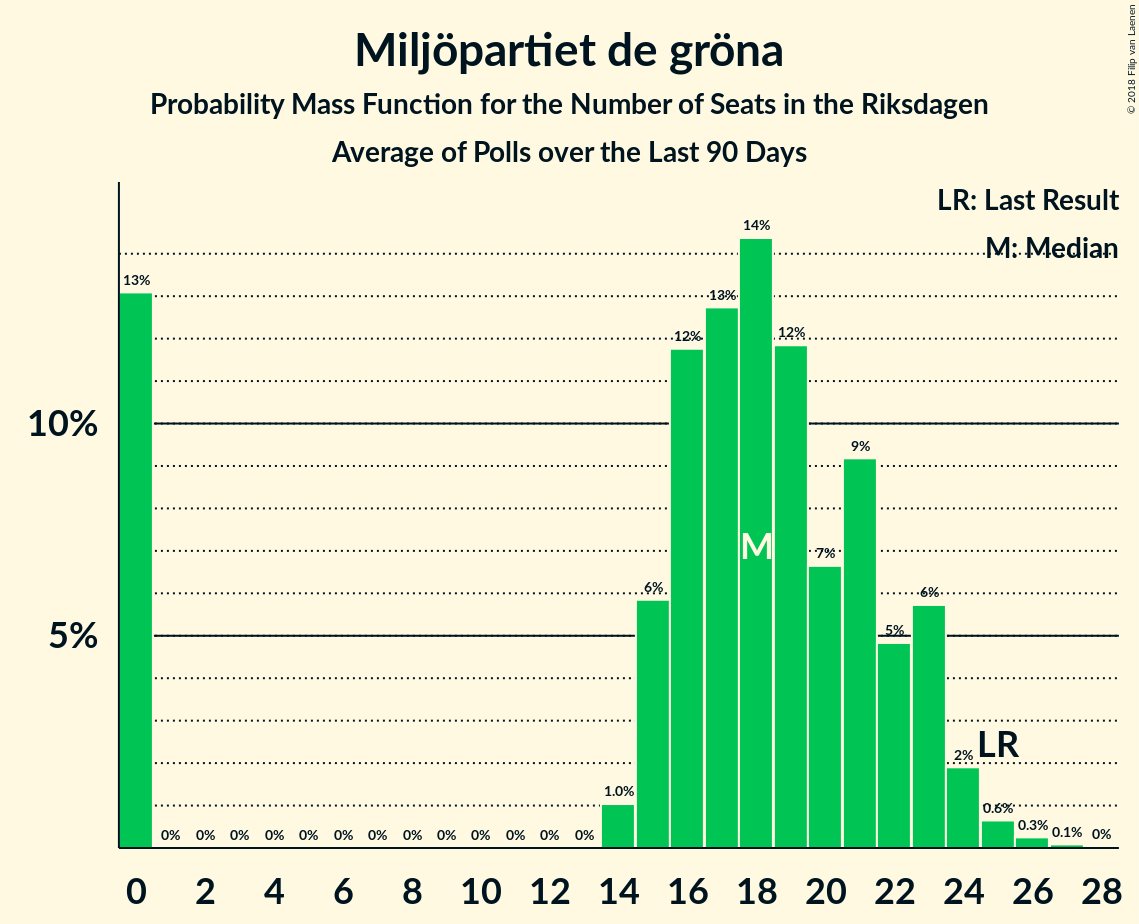 Miljöpartiet de gröna
Probability Mass Function for the Number of Seats in the Riksdagen
Average of Polls over the Last 90 Days
© 2018 Filip van Laenen
LR: Last Result
M: Median
10%
5%
13% 0% 0% 0% 0% 0% 0% 0% 0% 0% 0% 0% 0% 0% 1.0% 6% 12% 13% 14% 12% 7% 9% 5% 6% 2% 0.6% 0.3% 0.1% 0%
M
LR
0 2 4 6 8 10 12 14 16 18 20 22 24 26 28